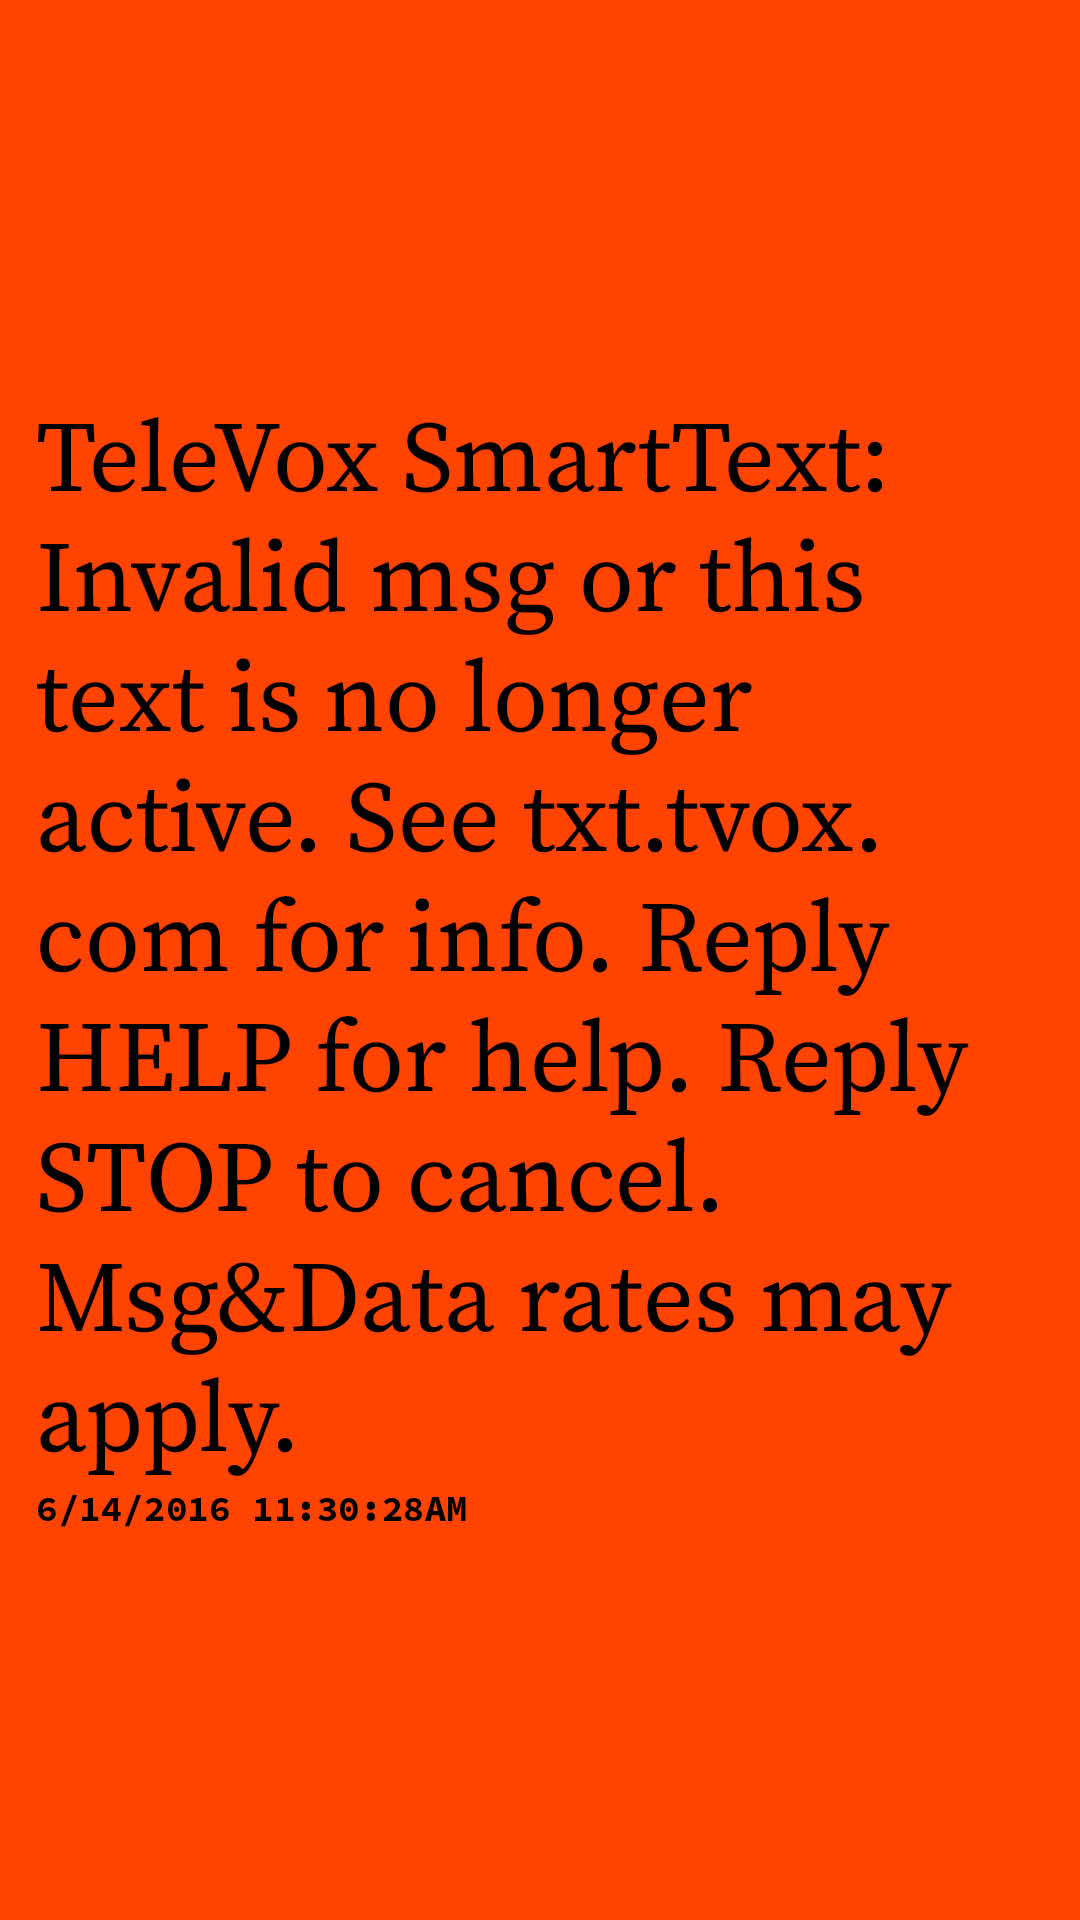 TeleVox SmartText:
Invalid msg or this
text is no longer
active. See txt.tvox.
com for info. Reply
HELP for help. Reply
STOP to cancel.
Msg&Data rates may
apply.
6/14/2016 11:30:28AM